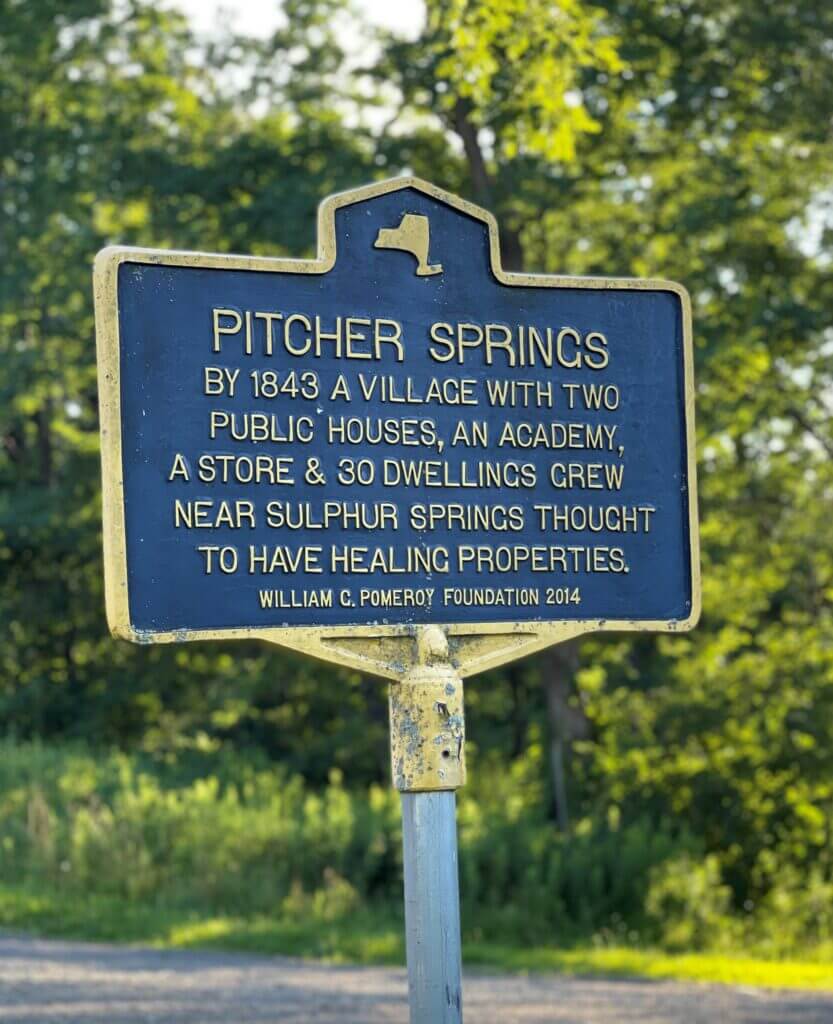 PITCHER SPRINGS
BY 1843 A VILLAGE WITH TWO
PUBLIC HOUSES, AN ACADEMY,
A STORE & 30 DWELLINGS GREW
NEAR SULPHUR SPRINGS THOUGHT
TO HAVE HEALING PROPERTIES.
WILLIAM G. POMEROY FOUNDATION 2014